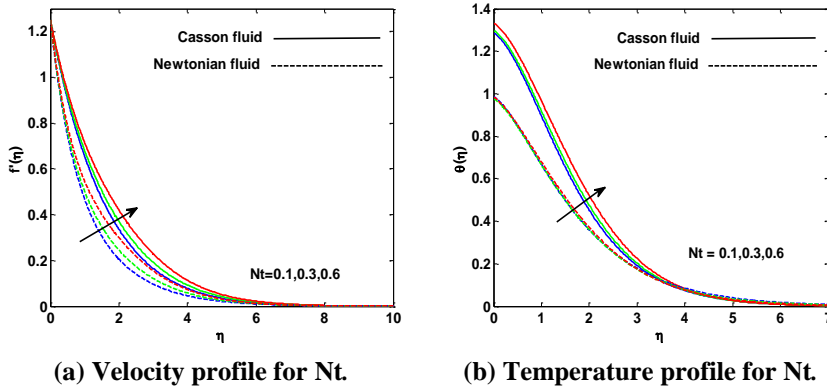 1.2
1
0.8
0.6
0.4
0.2
0
0 2 4 6 8 10
f'(η)
η
Casson fluid
Newtonian fluid
Nt=0.1,0.3,0.6
(a) Velocity profile for Nt.
1.4
1.2
1
0.8
0.6
0.4
0.2
0
0 1 2 3 4 5 6 7
θ(η)
η
Casson fluid
Newtonian fluid
Nt = 0.1,0.3,0.6
(b) Temperature profile for Nt.